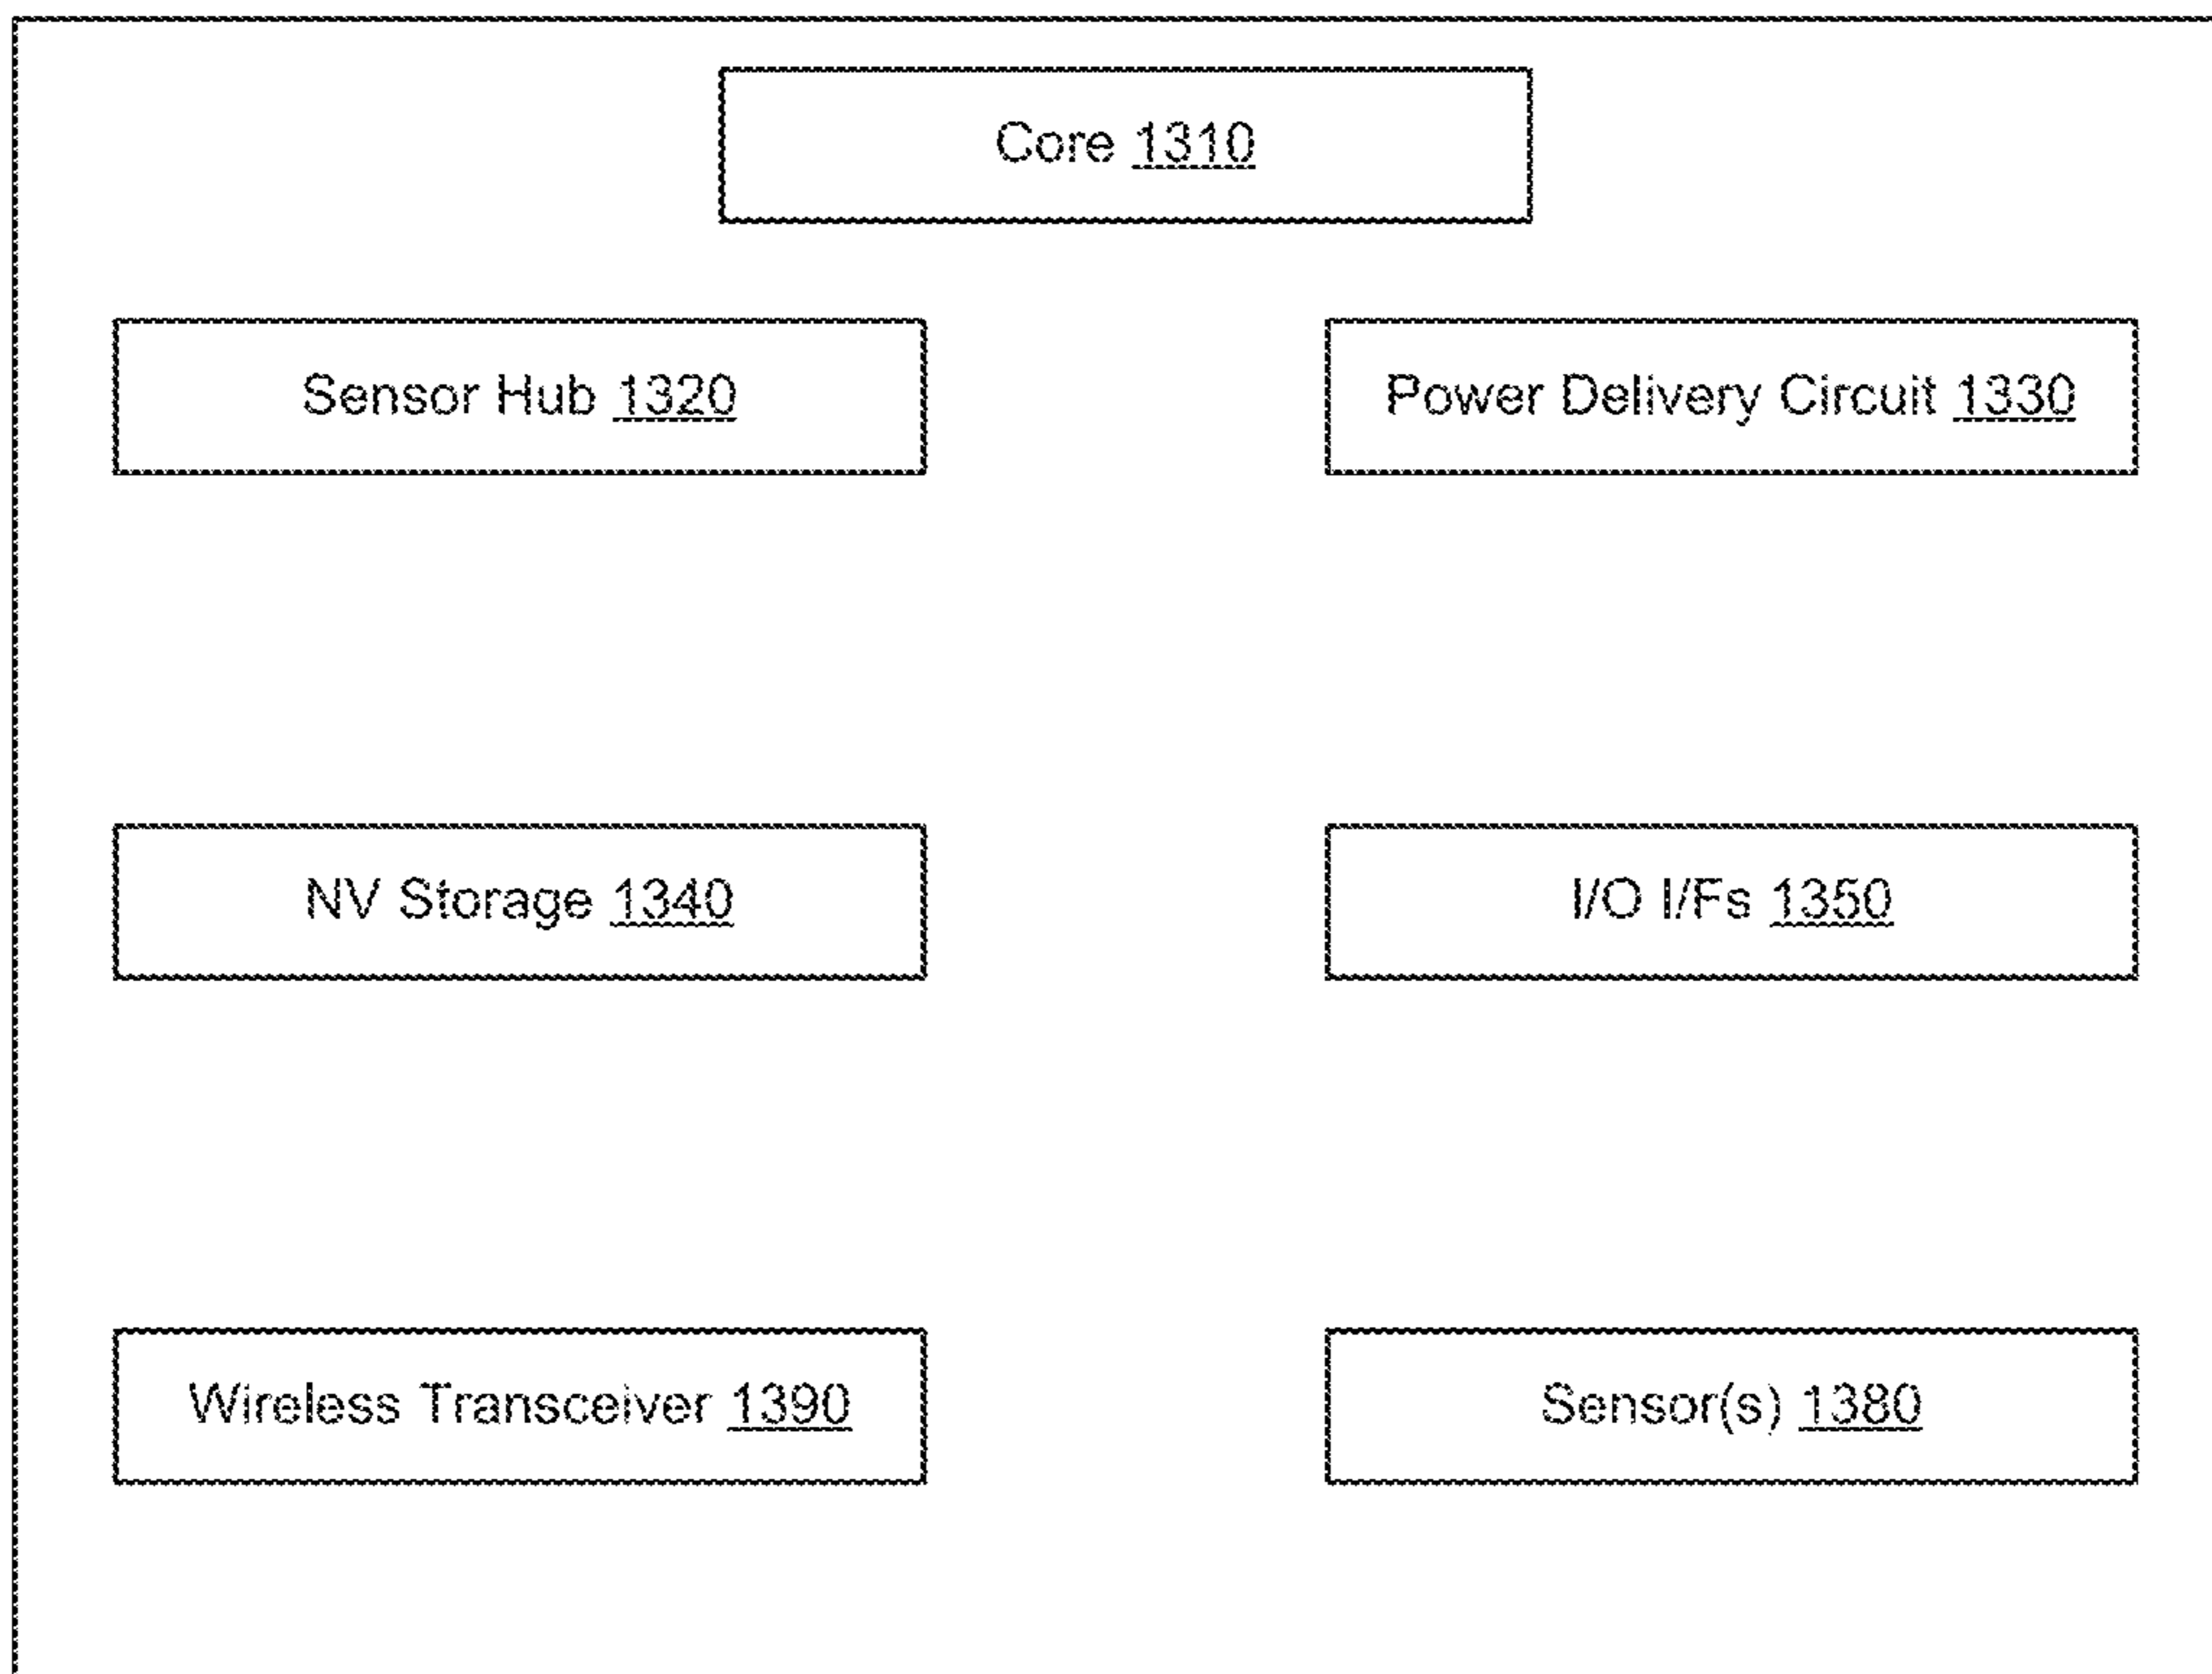 Core 1310
Sensor Hub 1320
Power Delivery Circuit 1330
NV Storage 1340
I/O I/Fs 1350
Wireless Transceiver 1390
Sensor(s) 1380